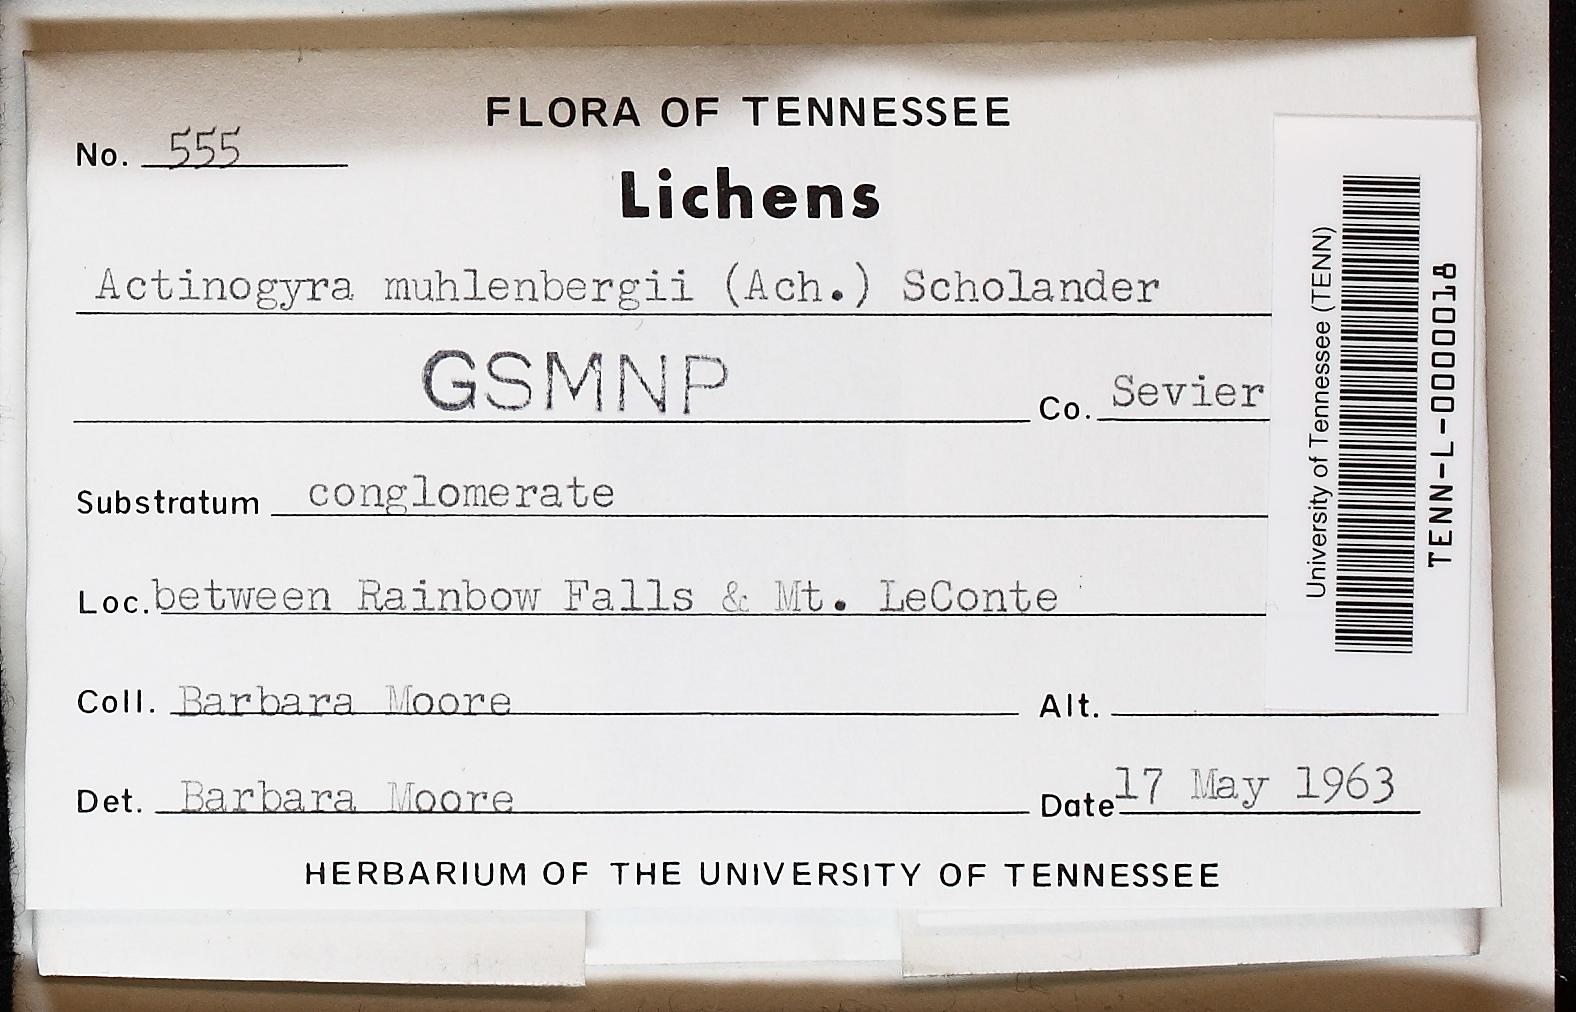 FLORA OF TENNESSEE
No. 555
Lichens
Actinogyra muhlenbergii (Ach.) Scholander
GSMNP Co. Sevier
Substratum conglomerate
Loc. between Rainbow Falls & Mt. LeConte
Coll. Barbara Moore Alt.
Det. Barbara Moore Date 17 May 1963
HERBARIUM OF THE UNIVERSITY OF TENNESSEE
University of Tennessee (TENN)
TENN-L-0000018